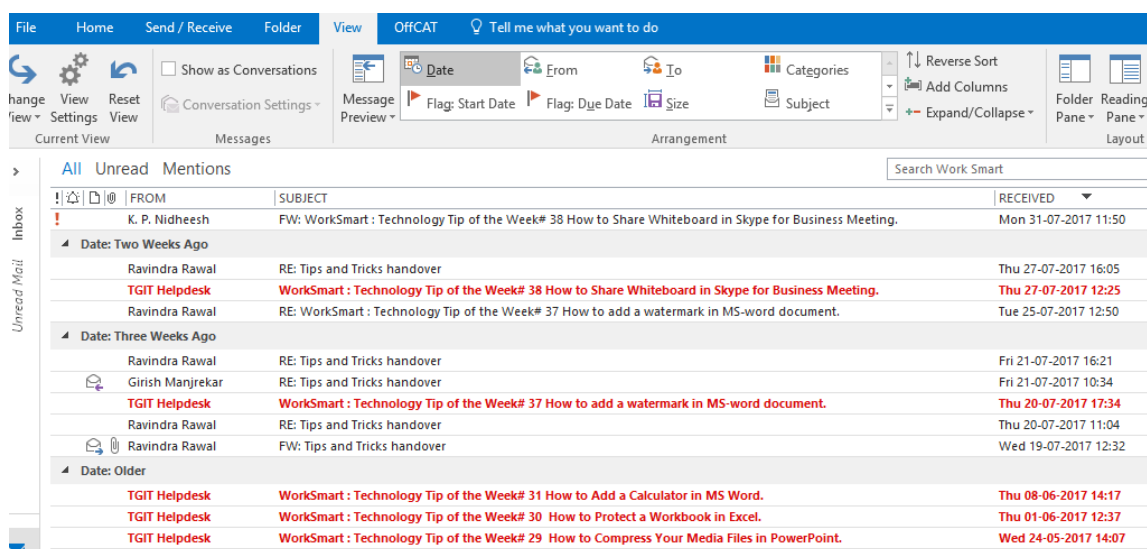 File Home Send / Receive Folder View OffCAT Tell me what you want to do
Show as Conversations Date From To Categories Reverse Sort
Add Columns
hange View Reset Conversation Settings Message Flag: Start Date Flag: Due Date Size Subject Folder Reading
View Settings View Preview Expand/Collapse Pane Pane
Current View Messages Arrangement Layout
All Unread Mentions Search Work Smart
! FROM SUBJECT RECEIVED
! K. P. Nidheesh FW: WorkSmart : Technology Tip of the Week# 38 How to Share Whiteboard in Skype for Business Meeting. Mon 31-07-2017 11:50
Date: Two Weeks Ago
Ravindra Rawal RE: Tips and Tricks handover Thu 27-07-2017 16:05
TGIT Helpdesk WorkSmart : Technology Tip of the Week# 38 How to Share Whiteboard in Skype for Business Meeting. Thu 27-07-2017 12:25
Ravindra Rawal RE: WorkSmart : Technology Tip of the Week# 37 How to add a watermark in MS-word document. Tue 25-07-2017 12:50
Date: Three Weeks Ago
Ravindra Rawal RE: Tips and Tricks handover Fri 21-07-2017 16:21
Girish Manjrekar RE: Tips and Tricks handover Fri 21-07-2017 10:34
TGIT Helpdesk WorkSmart : Technology Tip of the Week# 37 How to add a watermark in MS-word document. Thu 20-07-2017 17:34
Ravindra Rawal RE: Tips and Tricks handover Thu 20-07-2017 11:04
Ravindra Rawal FW: Tips and Tricks handover Wed 19-07-2017 12:32
Date: Older
TGIT Helpdesk WorkSmart : Technology Tip of the Week# 31 How to Add a Calculator in MS Word. Thu 08-06-2017 14:17
TGIT Helpdesk WorkSmart : Technology Tip of the Week# 30 How to Protect a Workbook in Excel. Thu 01-06-2017 12:37
TGIT Helpdesk WorkSmart : Technology Tip of the Week# 29 How to Compress Your Media Files in PowerPoint. Wed 24-05-2017 14:07
Inbox
Unread Mail